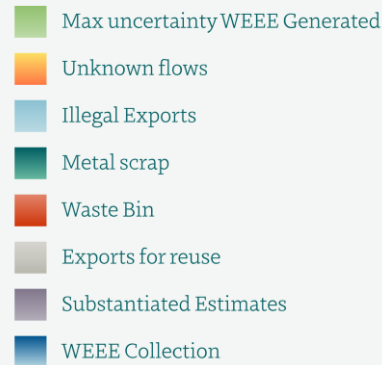 Max uncertainty WEEE Generated
Unknown flows
Illegal Exports
Metal scrap
Waste Bin
Exports for reuse
Substantiated Estimates
WEEE Collection